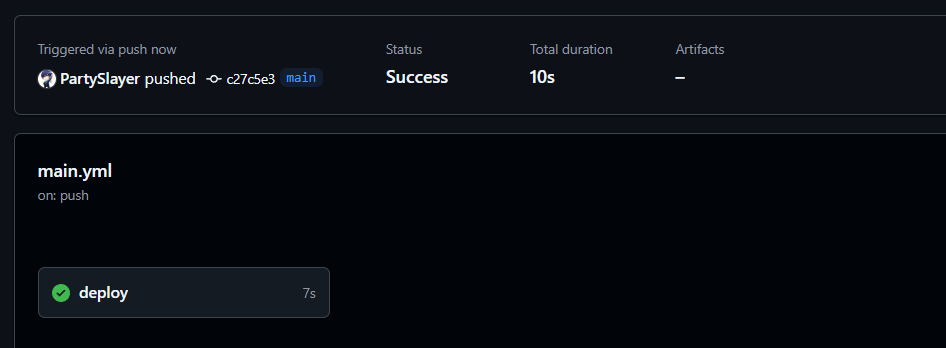 Triggered via push now
Status
Total duration
Artifacts
PartySlayer pushed c27c5e3 main
Success
10s
–
main.yml
on: push
deploy
7s